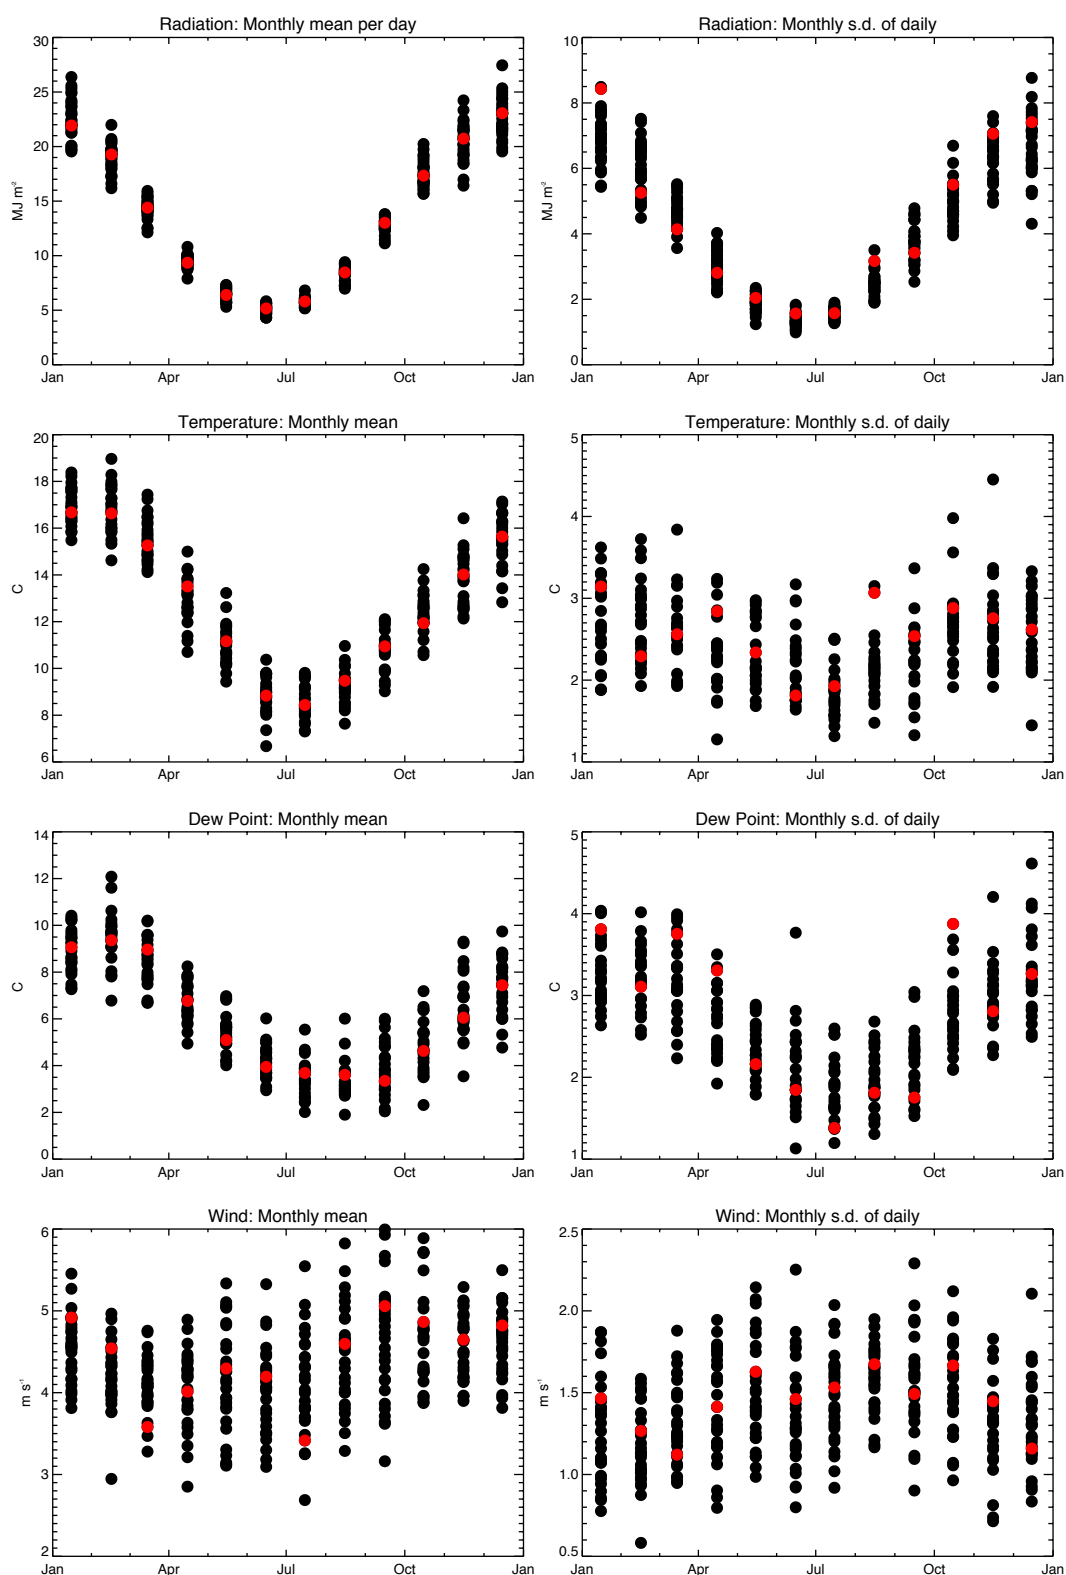 Radiation: Monthly mean per day
30
25
20
15
10
5
0
MJ m⁻²
Jan Apr Jul Oct Jan
Radiation: Monthly s.d. of daily
10
8
6
4
2
0
MJ m⁻²
Jan Apr Jul Oct Jan
Temperature: Monthly mean
20
18
16
14
12
10
8
6
C
Jan Apr Jul Oct Jan
Temperature: Monthly s.d. of daily
5
4
3
2
1
Jan Apr Jul Oct Jan
Dew Point: Monthly mean
14
12
10
8
6
4
2
0
C
Jan Apr Jul Oct Jan
Dew Point: Monthly s.d. of daily
5
4
3
2
1
C
Jan Apr Jul Oct Jan
Wind: Monthly mean
6
5
4
3
2
m s⁻¹
Jan Apr Jul Oct Jan
Wind: Monthly s.d. of daily
2.5
2.0
1.5
1.0
0.5
m s⁻¹
Jan Apr Jul Oct Jan